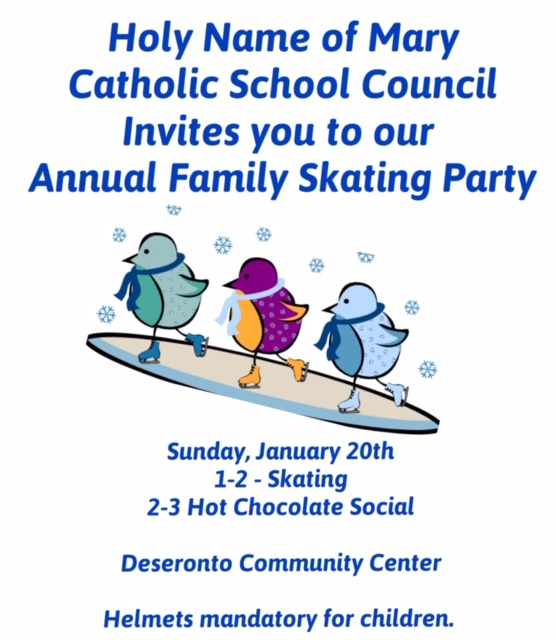 Holy Name of Mary
Catholic School Council
Invites you to our
Annual Family Skating Party
Sunday, January 20th
1-2 - Skating
2-3 Hot Chocolate Social
Deseronto Community Center
Helmets mandatory for children.